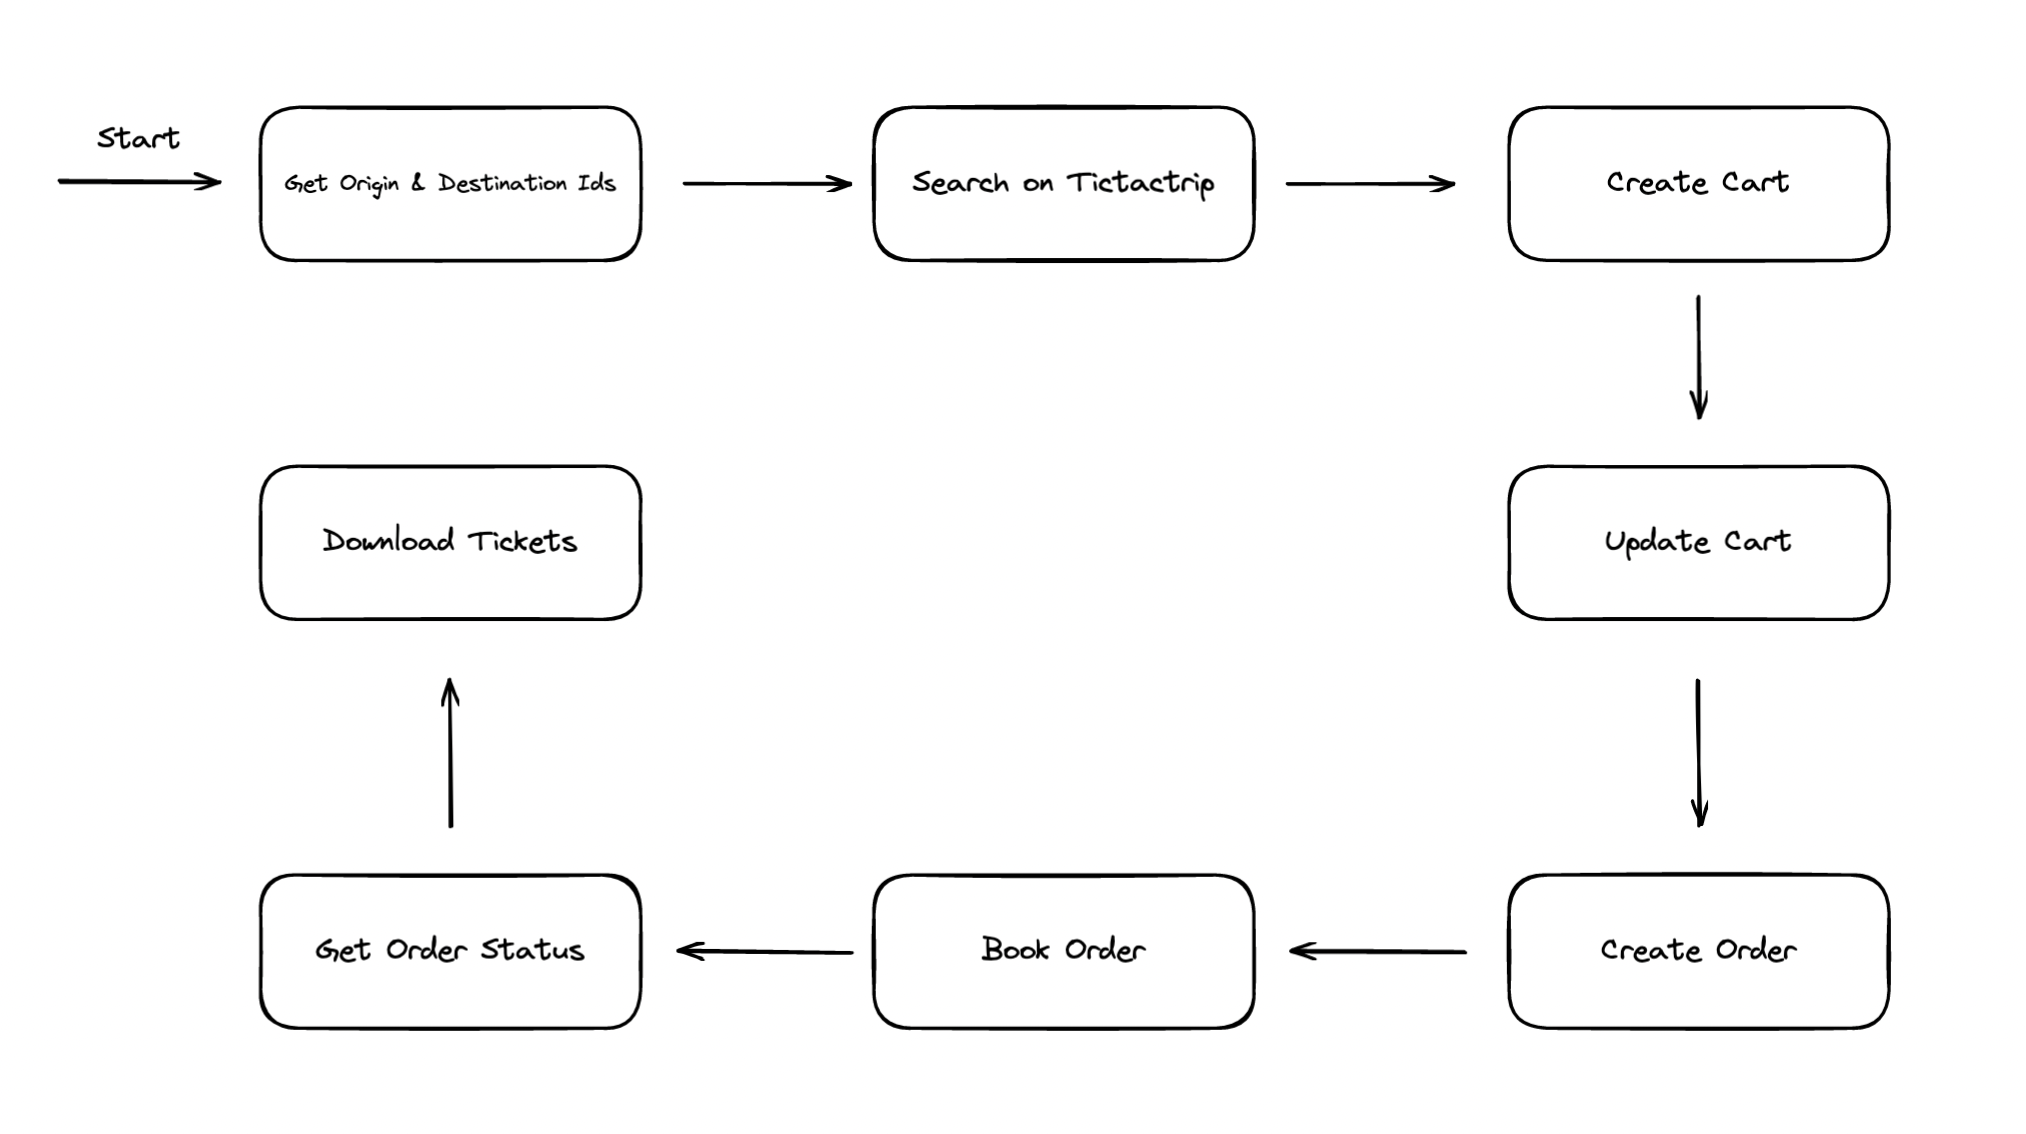 Start
Get Origin & Destination Ids
Search on Tictactrip
Create Cart
Download Tickets
Update Cart
Get Order Status
Book Order
Create Order